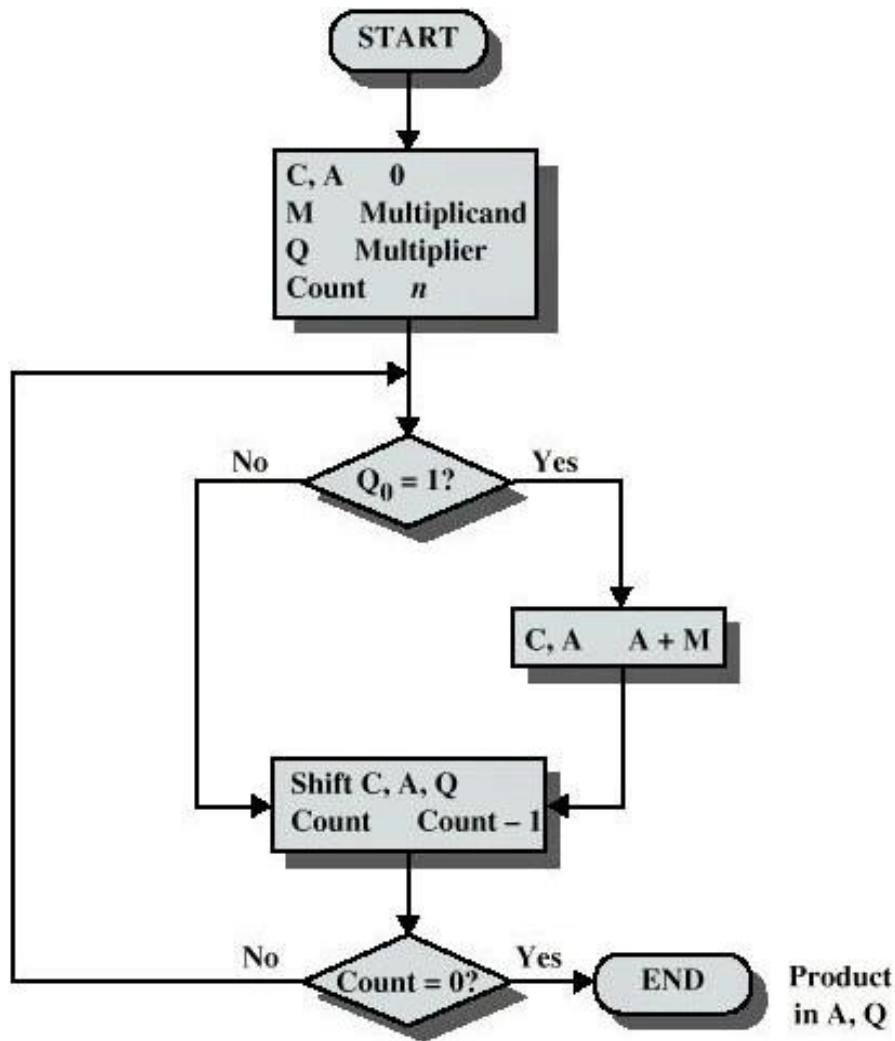 START
C, A 0
M Multiplicand
Q Multiplier
Count n
No
Q₀ = 1?
Yes
C, A A + M
Shift C, A, Q
Count Count – 1
No
Count = 0?
Yes
END
Product
in A, Q